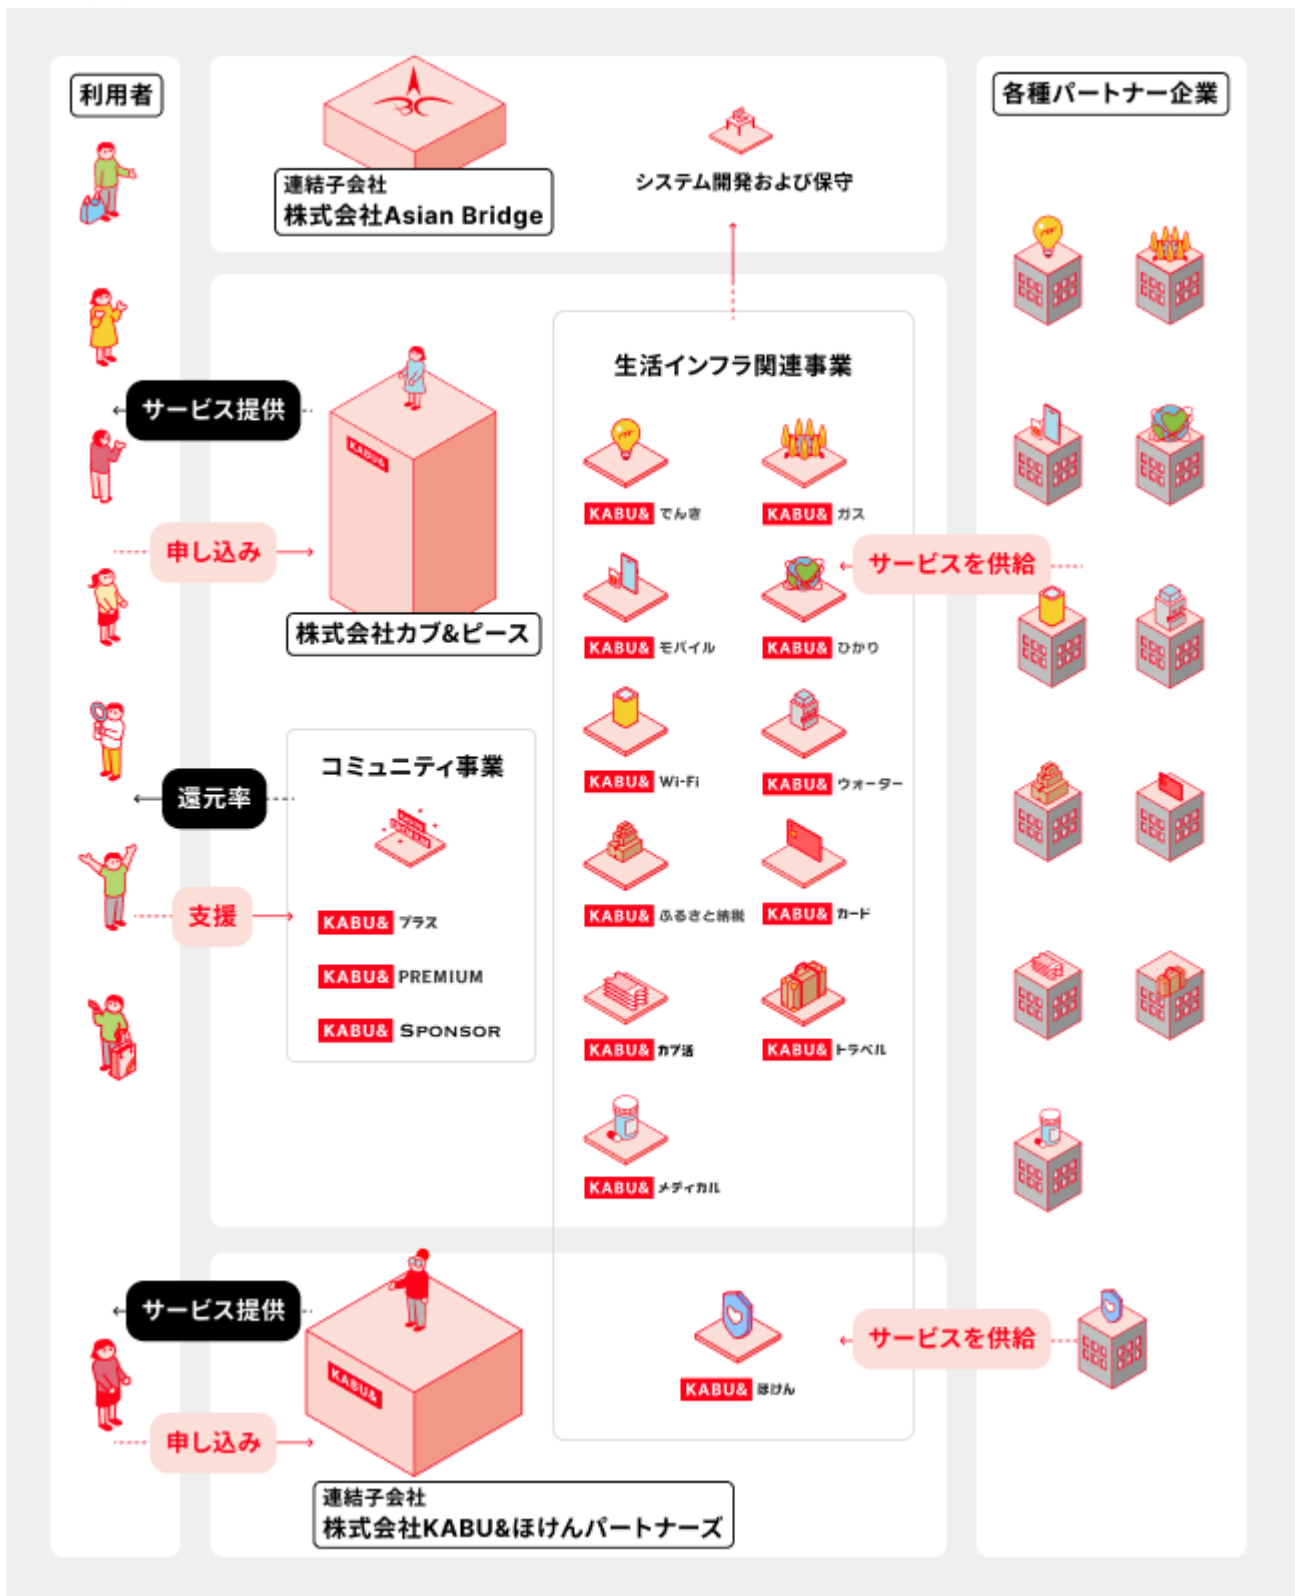 利用者
連結子会社
株式会社Asian Bridge
システム開発および保守
各種パートナー企業
生活インフラ関連事業
サービス提供
KABU&
申し込み
株式会社カブ&ピース
KABU& でんき
KABU& ガス
サービスを供給
KABU& モバイル
KABU& ひかり
KABU& Wi-Fi
KABU& ウォーター
KABU& ふるさと納税
KABU& カード
KABU& カブ活
KABU& トラベル
KABU& メディカル
コミュニティ事業
還元率
支援
KABU& プラス
KABU& PREMIUM
KABU& SPONSOR
サービス提供
KABU&
申し込み
KABU& ほけん
サービスを供給
連結子会社
株式会社KABU&ほけんパートナーズ